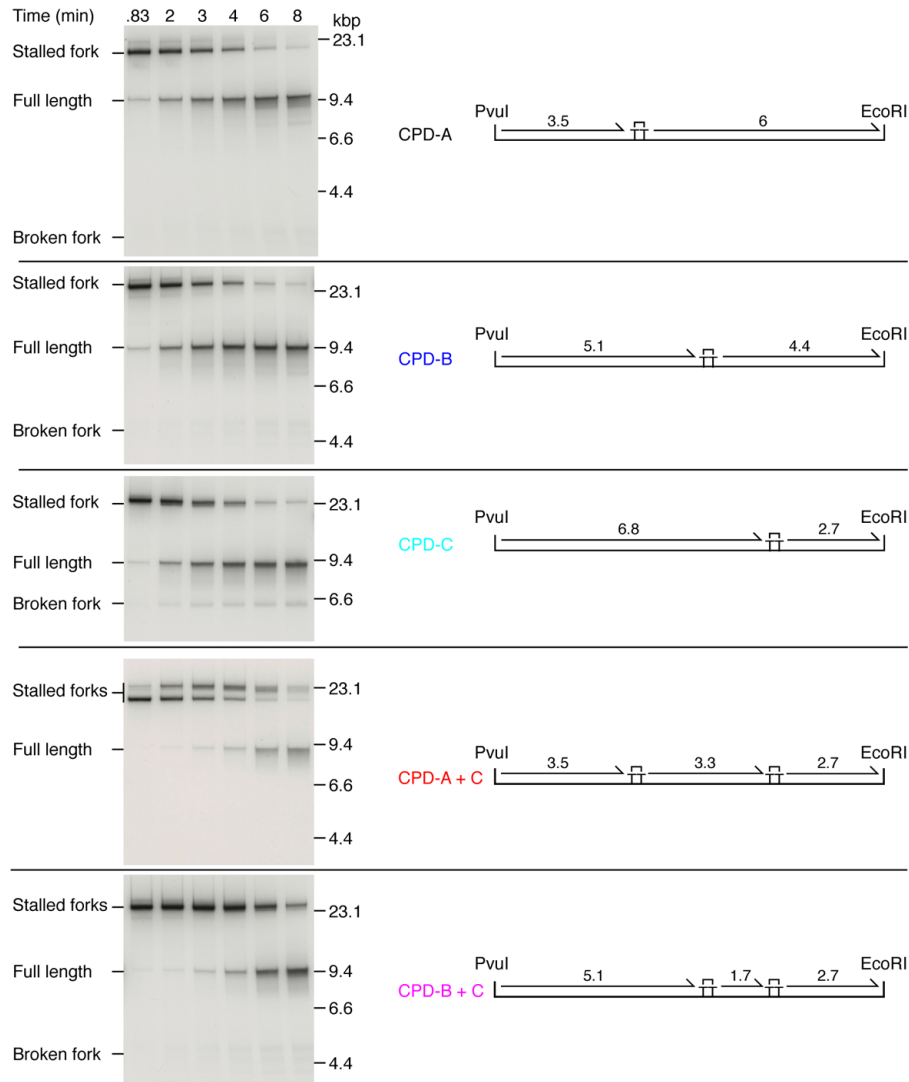 Time (min) .83 2 3 4 6 8 kbp
Stalled fork 23.1
Full length 9.4
6.6
4.4
Broken fork
CPD-A
PvuI EcoRI
3.5 6
Stalled fork 23.1
Full length 9.4
6.6
Broken fork
4.4
CPD-B
PvuI EcoRI
5.1 4.4
Stalled fork 23.1
Full length 9.4
Broken fork 6.6
CPD-C
PvuI EcoRI
6.8 2.7
Stalled forks 23.1
Full length 9.4
6.6
4.4
CPD-A + C
PvuI EcoRI
3.5 3.3 2.7
Stalled forks 23.1
Full length 9.4
6.6
Broken fork 4.4
CPD-B + C
PvuI EcoRI
5.1 1.7 2.7